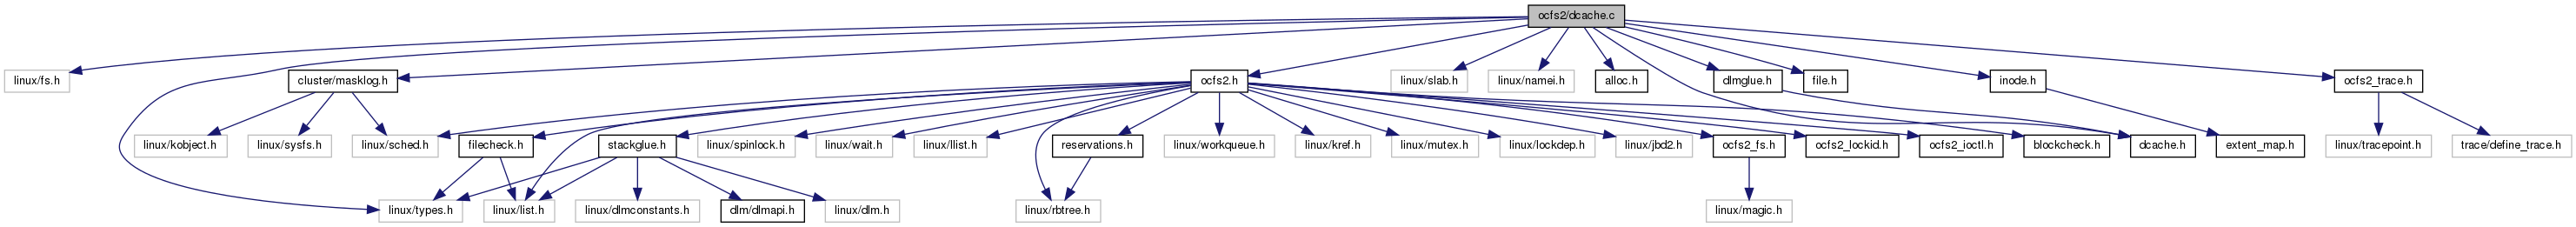 ocfs2/dcache.c
linux/fs.h
cluster/masklog.h
ocfs2.h
linux/slab.h
linux/namei.h
alloc.h
dlmglue.h
file.h
inode.h
ocfs2_trace.h
linux/kobject.h
linux/sysfs.h
linux/sched.h
filecheck.h
stackglue.h
linux/spinlock.h
linux/wait.h
linux/llist.h
reservations.h
linux/workqueue.h
linux/kref.h
linux/mutex.h
linux/lockdep.h
linux/jbd2.h
ocfs2_fs.h
ocfs2_lockid.h
ocfs2_ioctl.h
blockcheck.h
dcache.h
extent_map.h
linux/tracepoint.h
trace/define_trace.h
linux/types.h
linux/list.h
linux/dlmconstants.h
dlm/dlmapi.h
linux/dlm.h
linux/rbtree.h
linux/magic.h